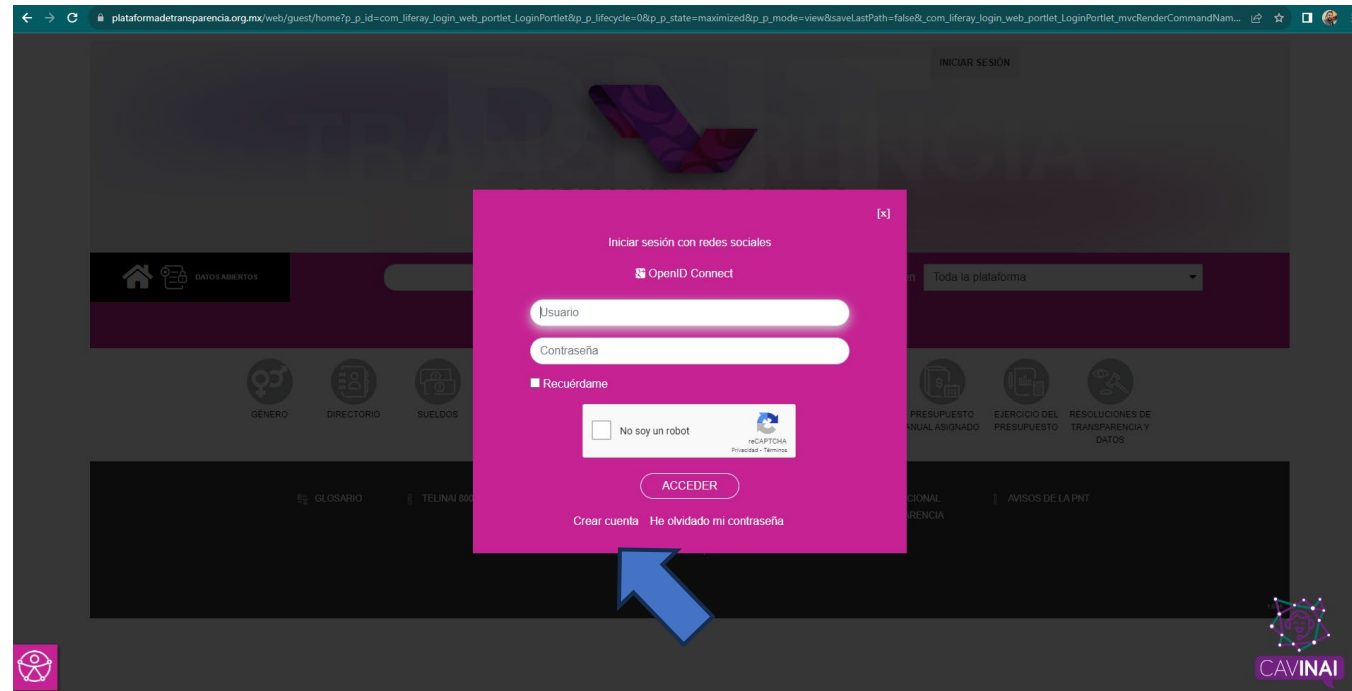 plataformadetransparencia.org.mx/web/guest/home?p_p_id=com_liferay_login_web_portlet_LoginPortlet&p_p_lifecycle=0&p_p_state=maximized&p_p_mode=view&saveLastPath=false&_com_liferay_login_web_portlet_LoginPortlet_mvcRenderCommandNam...
INICIAR SESIÓN
[x]
Iniciar sesión con redes sociales
OpenID Connect
DATOS ABIERTOS
Toda la plataforma
Usuario
Contraseña
Recuérdame
GÉNERO
DIRECTORIO
SUELDOS
PRESUPUESTO
ANUAL ASIGNADO
EJERCICIO DEL
PRESUPUESTO
RESOLUCIONES DE
TRANSPARENCIA Y
DATOS
No soy un robot
reCAPTCHA
Privacidad - Términos
ACCEDER
GLOSARIO
TELINAI 800
AVISOS DE LA PNT
Crear cuenta He olvidado mi contraseña
CAVINAI